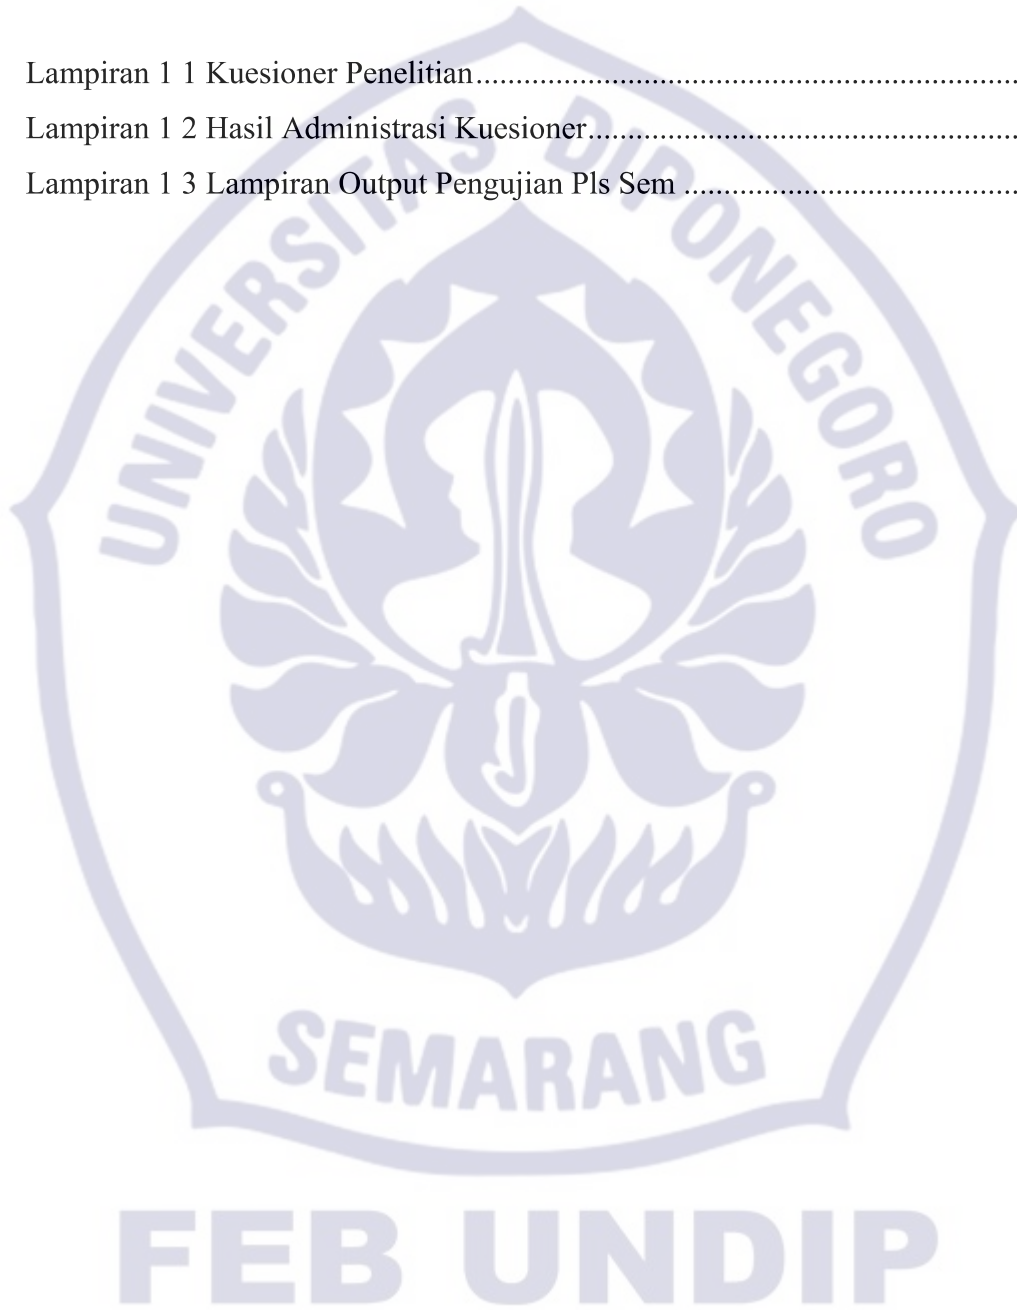 Lampiran 1 1 Kuesioner Penelitian........................................................................
Lampiran 1 2 Hasil Administrasi Kuesioner..........................................................
Lampiran 1 3 Lampiran Output Pengujian Pls Sem ..............................................
UNIVERSITAS DIPONEGORO
SEMARANG
FEB UNDIP